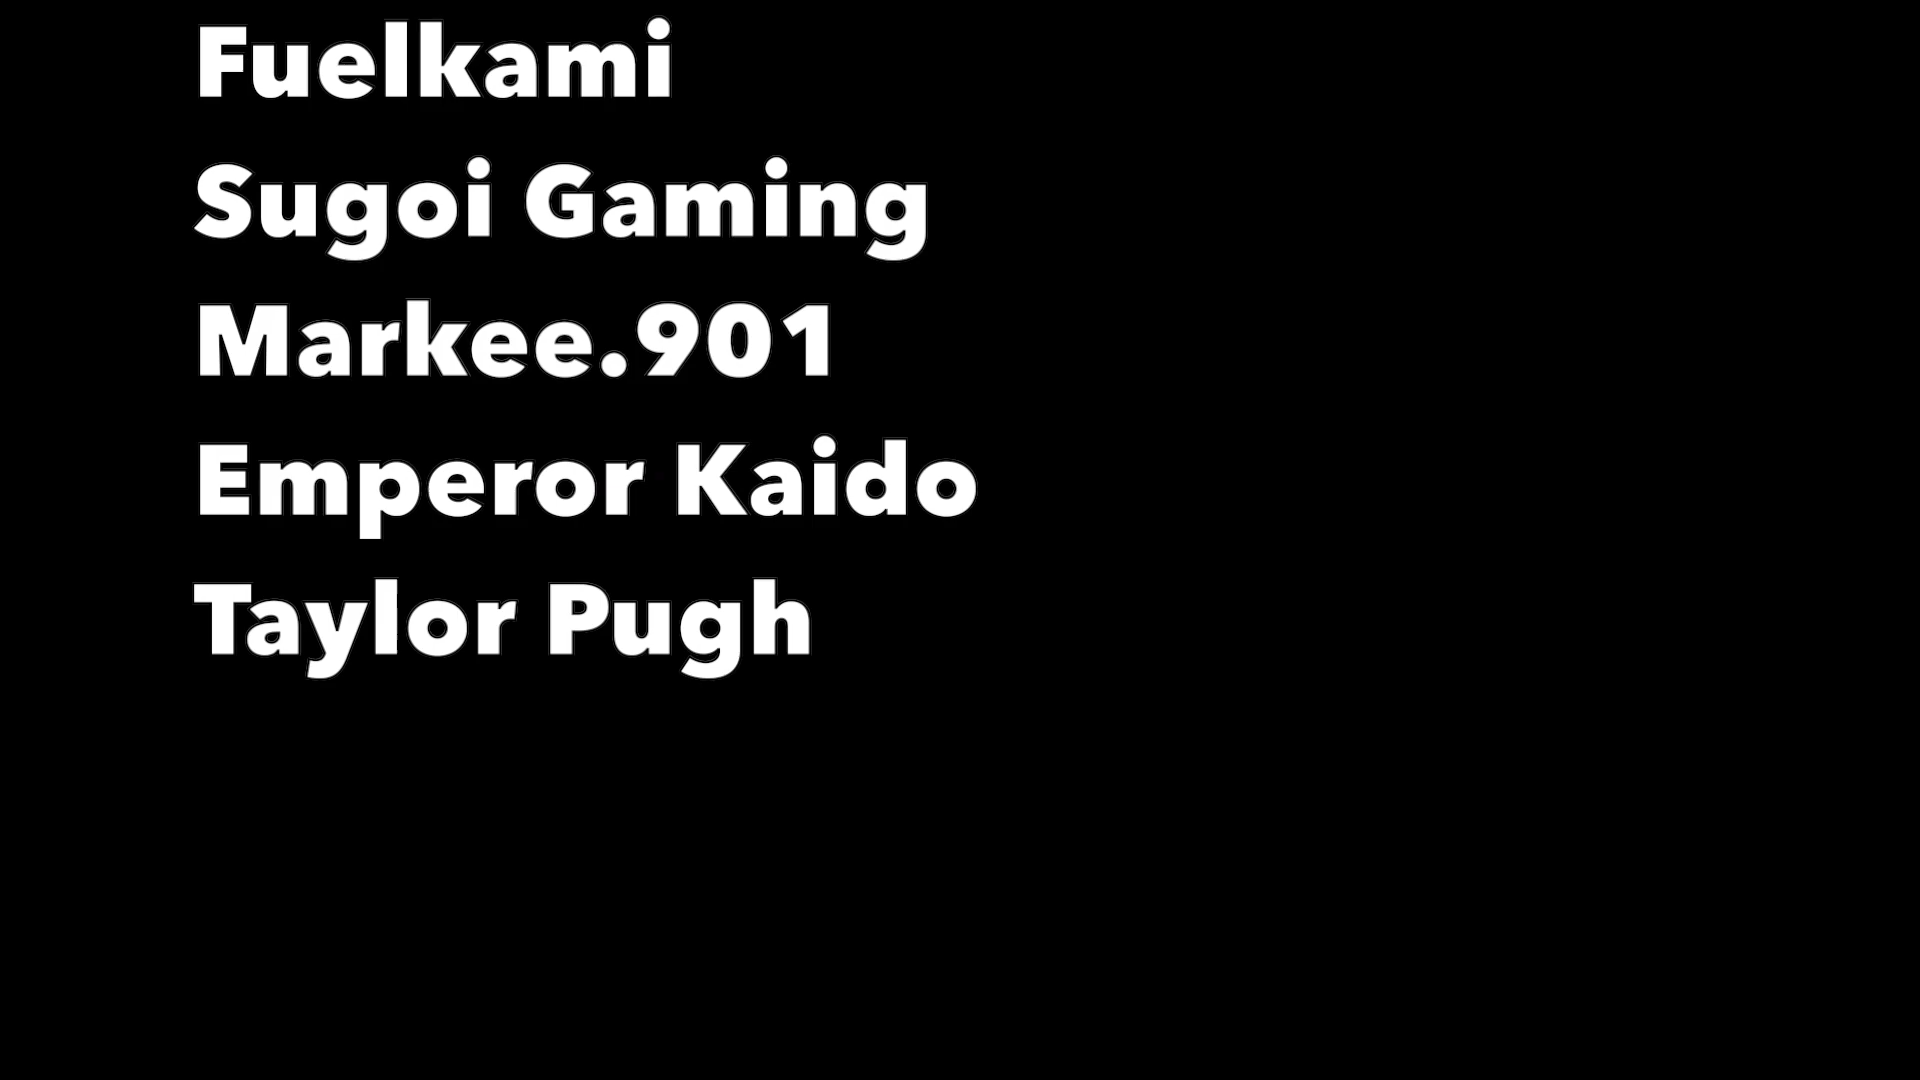 Fuelkami
Sugoi Gaming
Markee.901
Emperor Kaido
Taylor Pugh